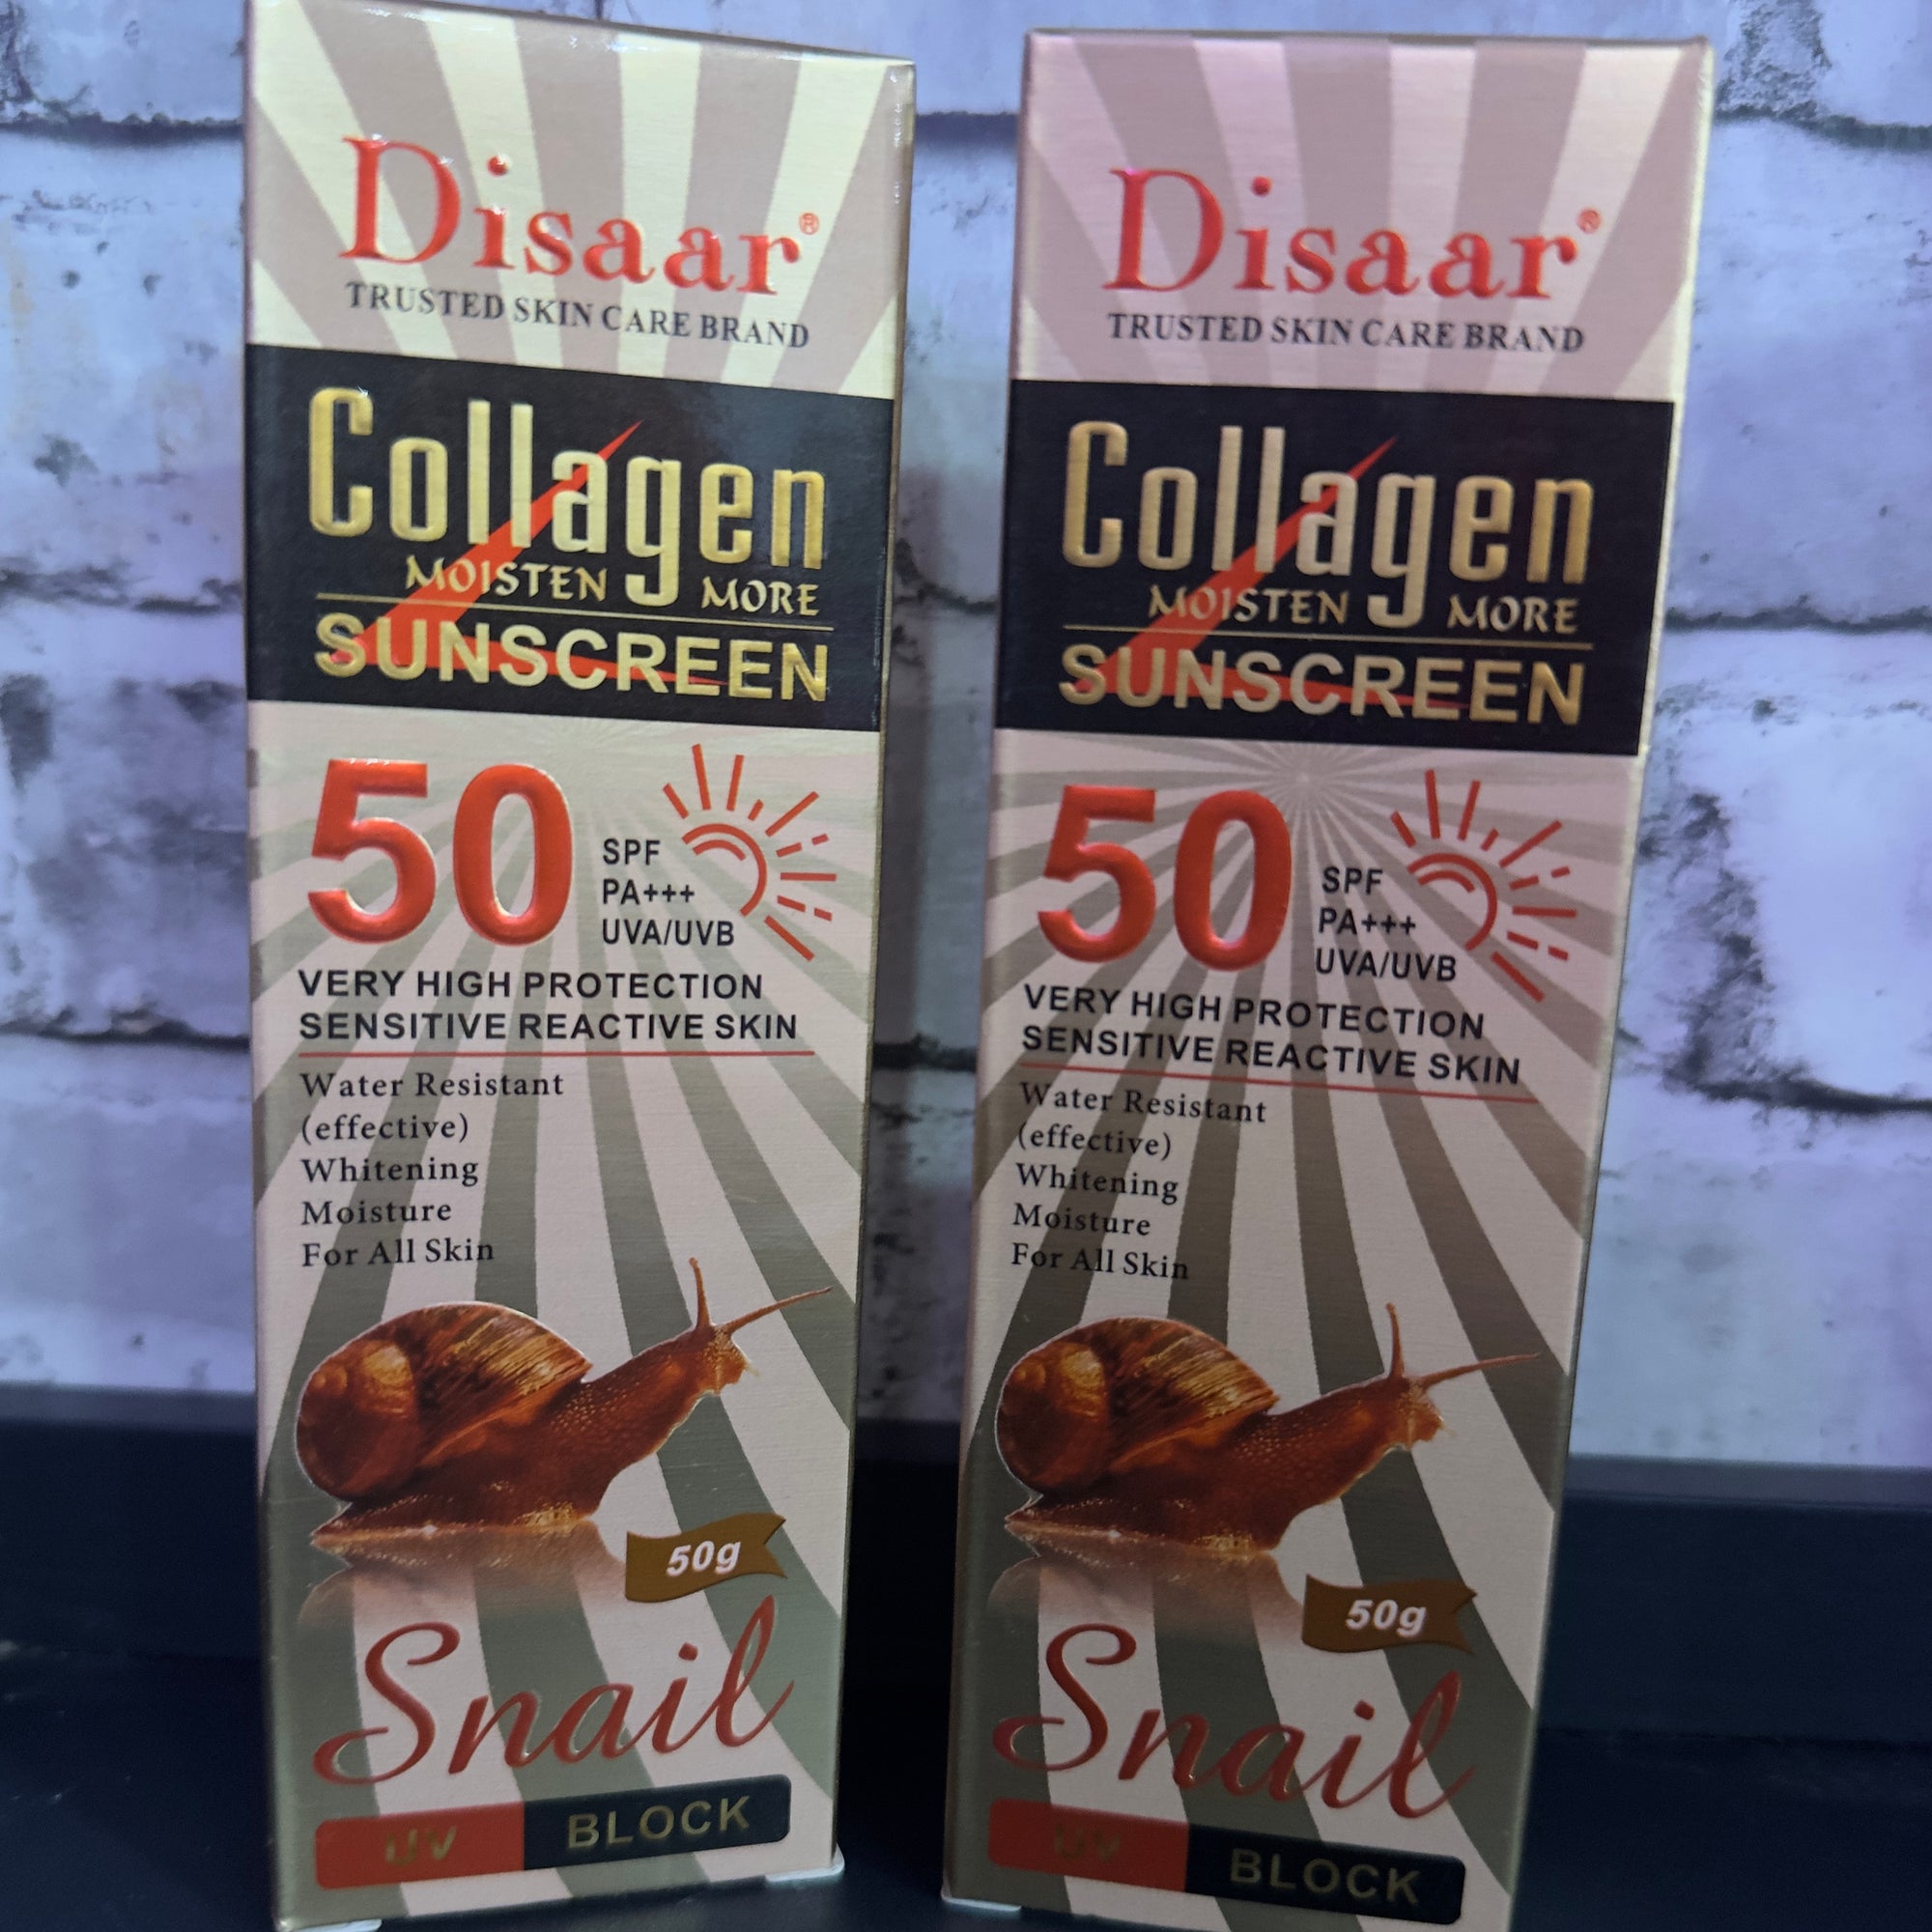 Disaar®
TRUSTED SKIN CARE BRAND
Collagen
MOISTEN MORE
SUNSCREEN
50 SPF
PA+++
UVA/UVB
VERY HIGH PROTECTION
SENSITIVE REACTIVE SKIN
Water Resistant
(effective)
Whitening
Moisture
For All Skin
50g
Snail
UV BLOCK
Disaar®
TRUSTED SKIN CARE BRAND
Collagen
MOISTEN MORE
SUNSCREEN
50 SPF
PA+++
UVA/UVB
VERY HIGH PROTECTION
SENSITIVE REACTIVE SKIN
Water Resistant
(effective)
Whitening
Moisture
For All Skin
50g
Snail
UV BLOCK